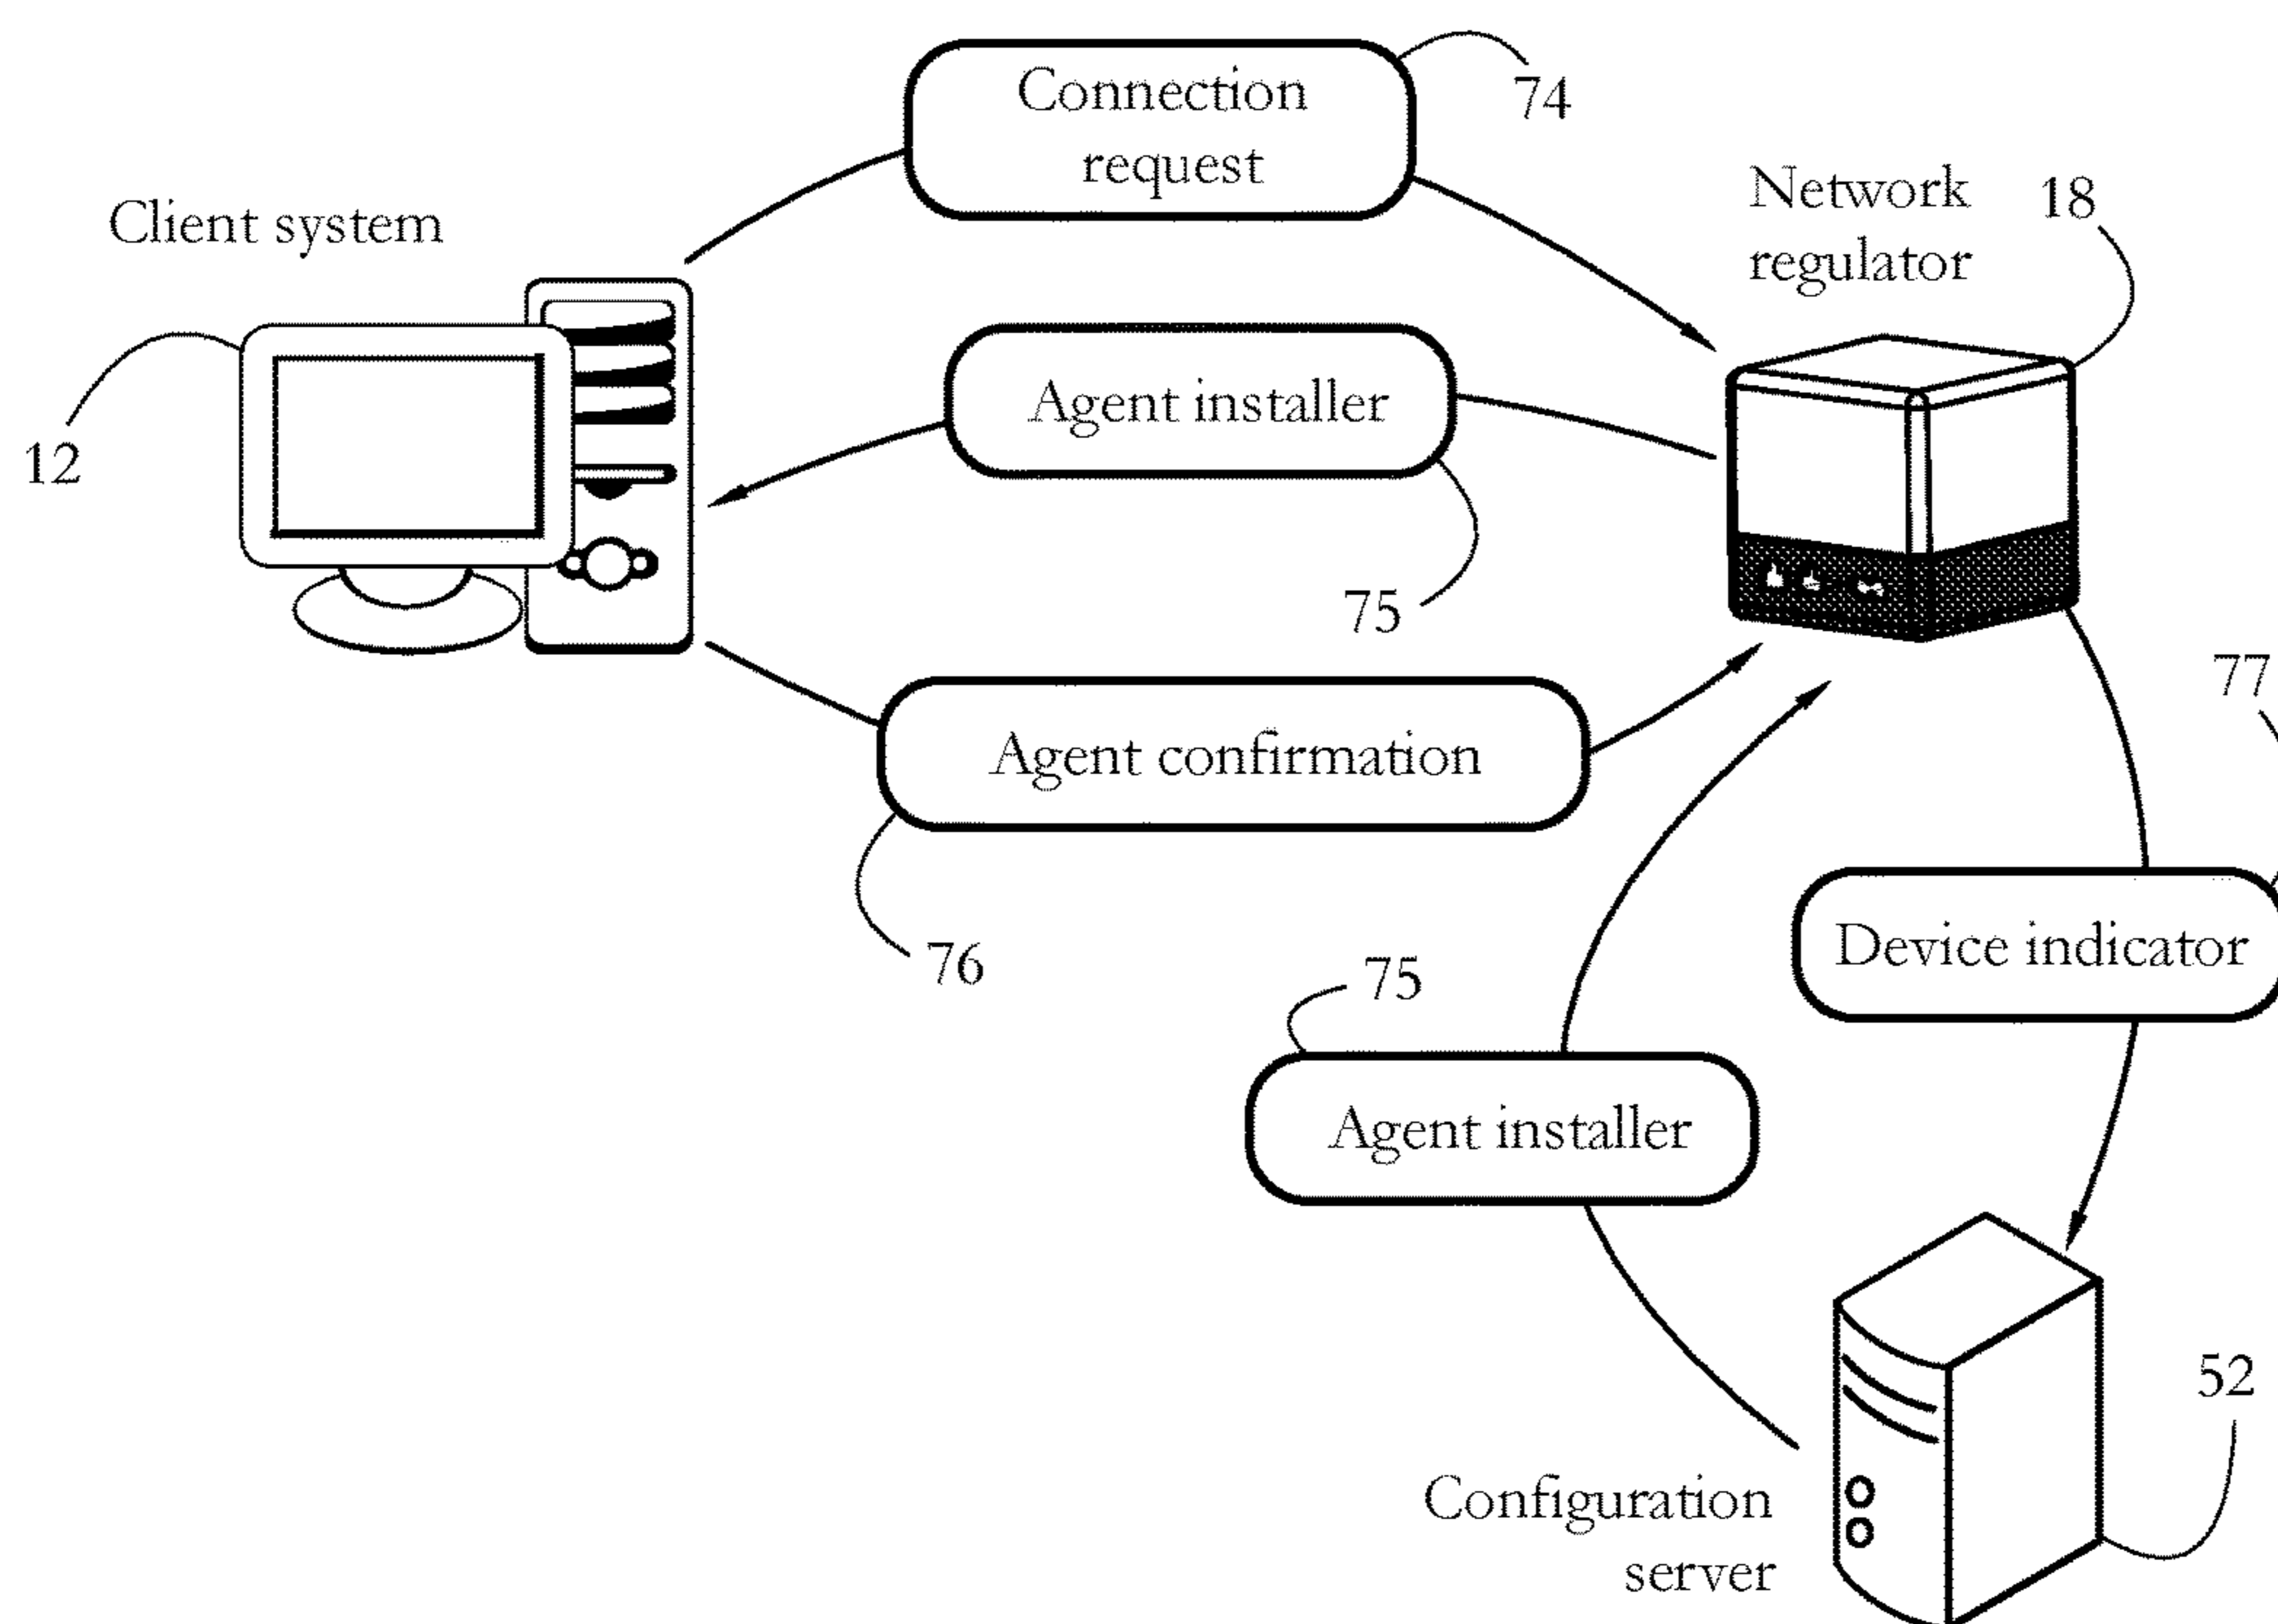 Connection
request
74
Client system
Network
regulator
18
12
Agent installer
75
77
Agent confirmation
76
Device indicator
75
Agent installer
52
Configuration
server